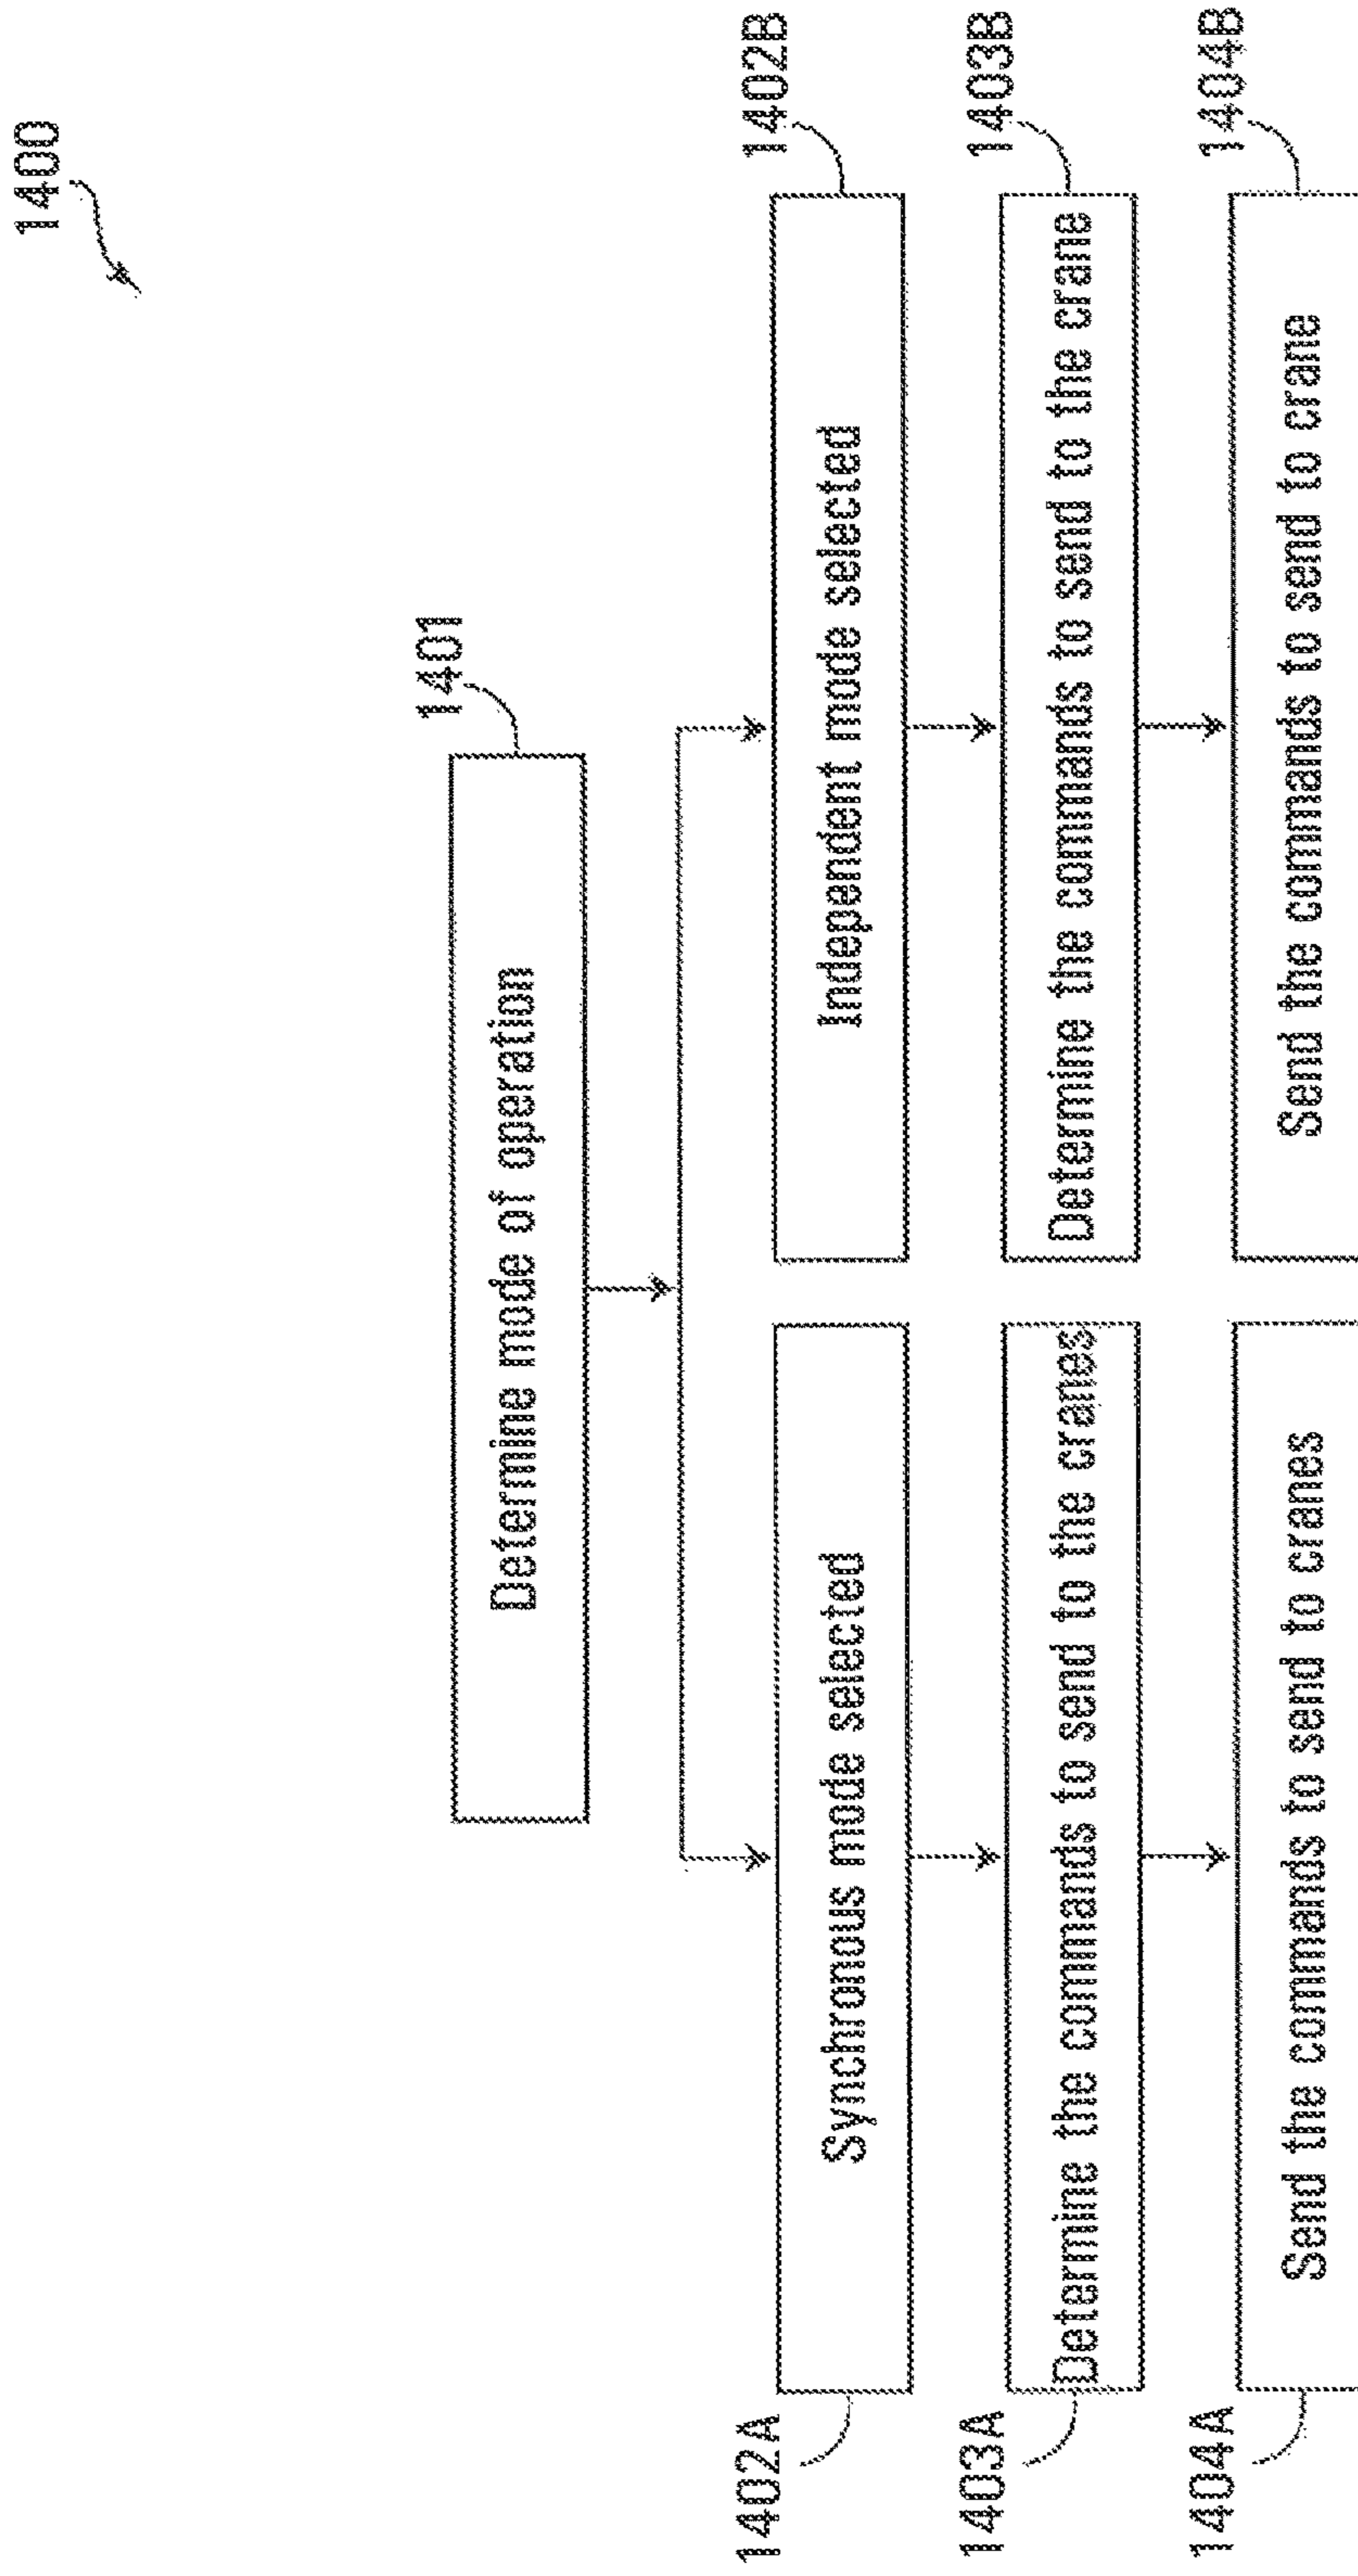 1400
1401
Determine mode of operation
1402A
Synchronous mode selected
Independent mode selected
1402B
1403A
Determine the commands to send to the cranes
Determine the commands to send to the crane
1403B
1404A
Send the commands to send to cranes
Send the commands to send to crane
1404B